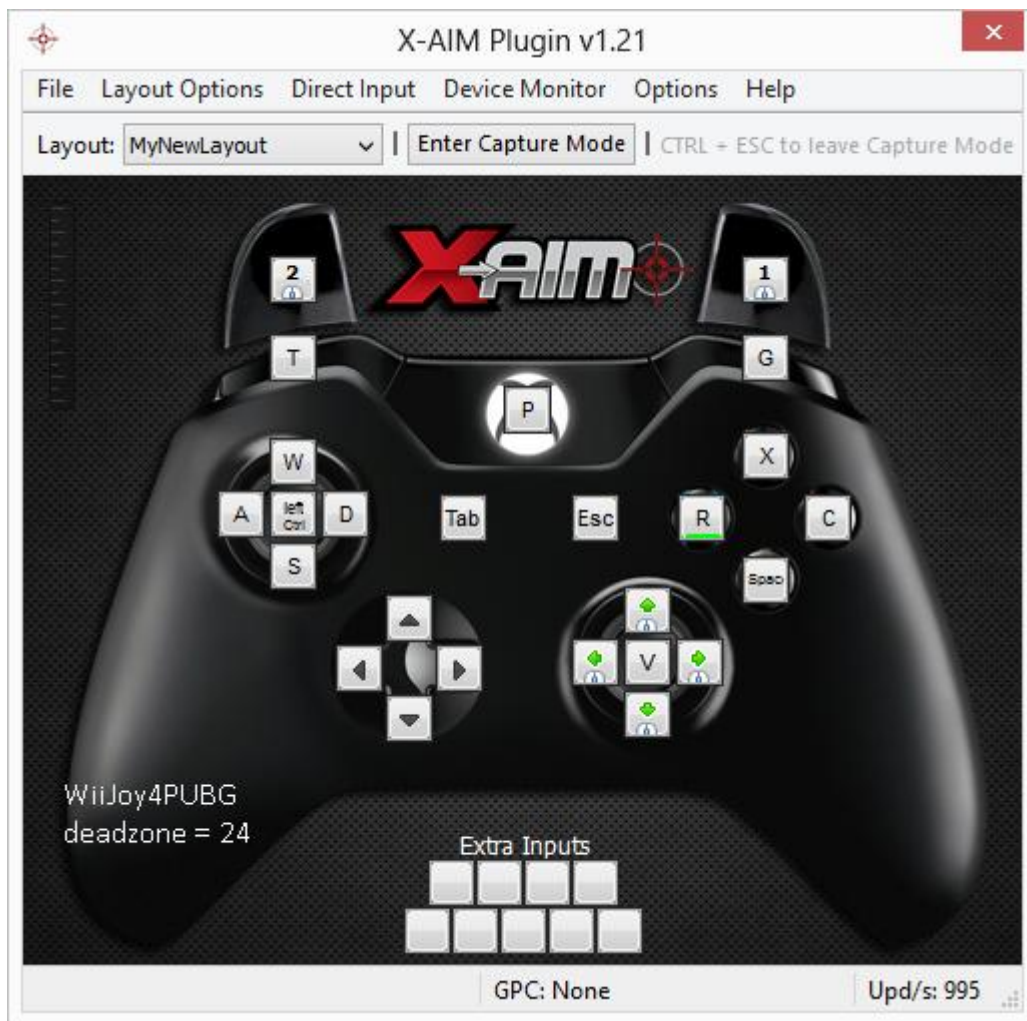 X-AIM Plugin v1.21
File Layout Options Direct Input Device Monitor Options Help
Layout: MyNewLayout Enter Capture Mode CTRL + ESC to leave Capture Mode
X-AIM
2 1
T G
P
W X
A left Ctrl D Tab Esc R C
S Spac
V
WiiJoy4PUBG
deadzone = 24
Extra Inputs
GPC: None Upd/s: 995